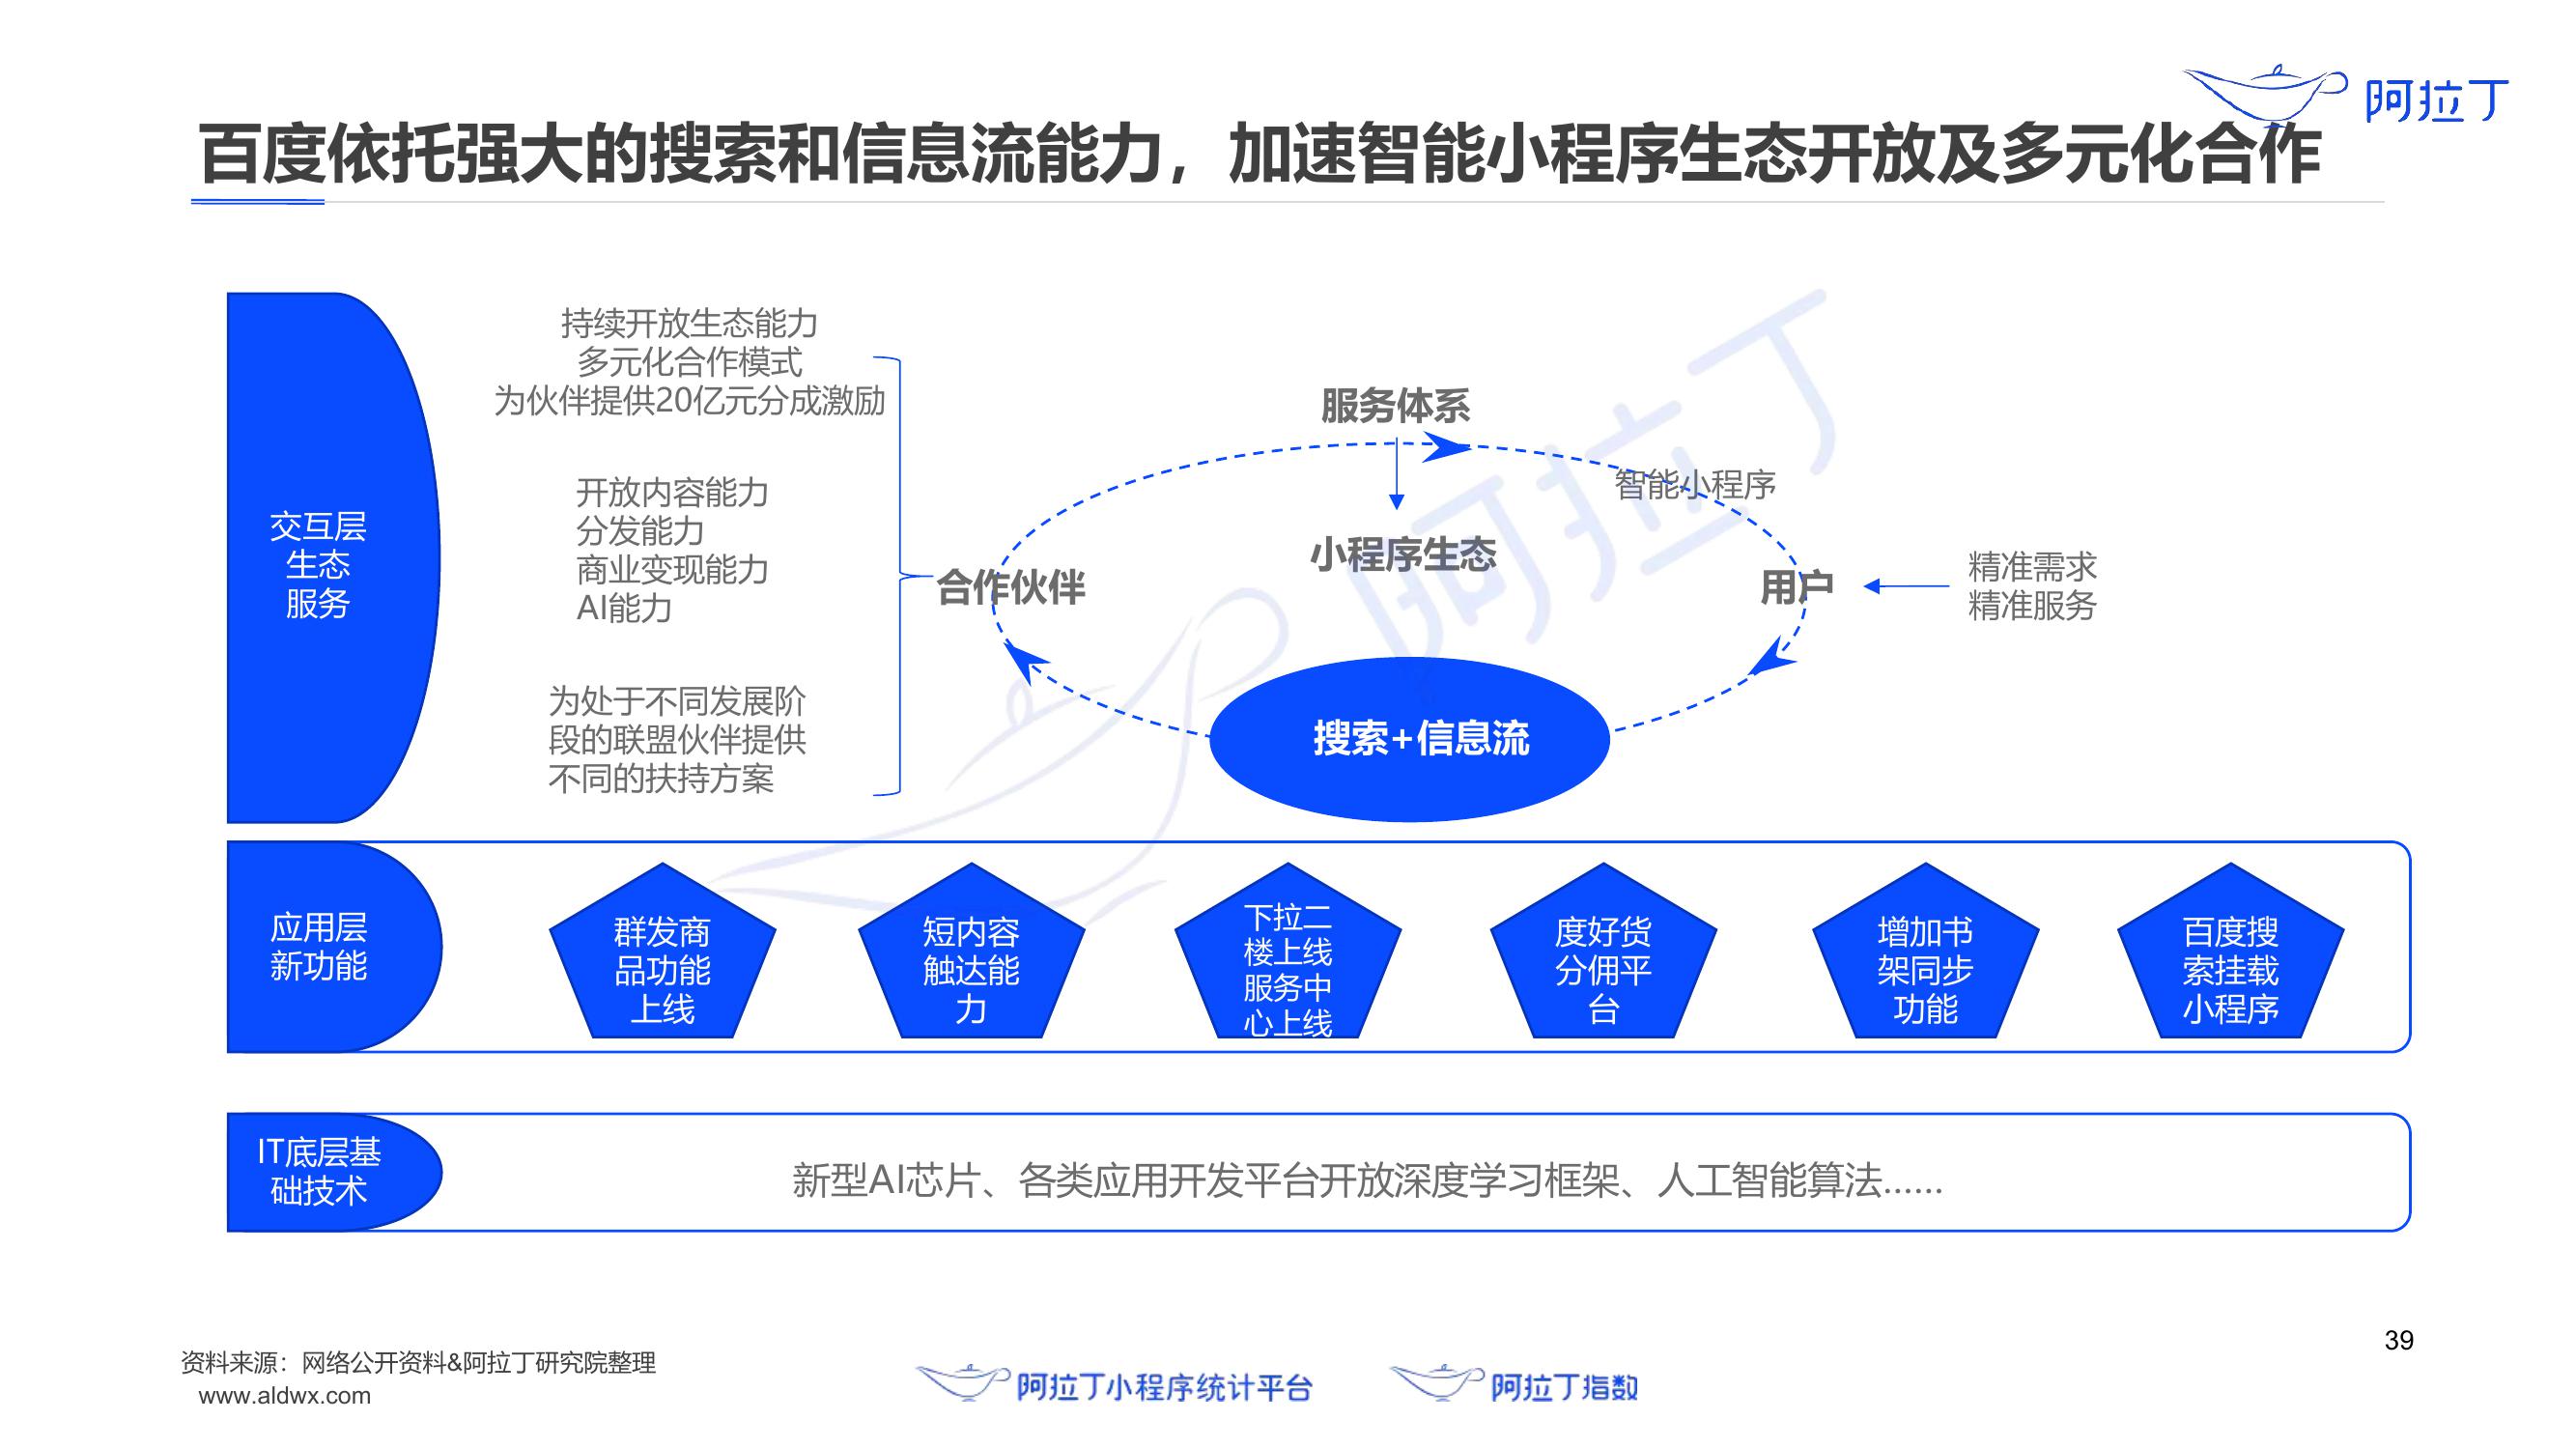 阿拉丁
百度依托强大的搜索和信息流能力，加速智能小程序生态开放及多元化合作
交互层
生态
服务
持续开放生态能力
多元化合作模式
为伙伴提供20亿元分成激励
开放内容能力
分发能力
商业变现能力
AI能力
为处于不同发展阶
段的联盟伙伴提供
不同的扶持方案
合作伙伴
服务体系
小程序生态
智能小程序
用户
精准需求
精准服务
搜索+信息流
阿拉丁
应用层
新功能
群发商
品功能
上线
短内容
触达能
力
下拉二
楼上线
服务中
心上线
度好货
分佣平
台
增加书
架同步
功能
百度搜
索挂载
小程序
IT底层基
础技术
新型AI芯片、各类应用开发平台开放深度学习框架、人工智能算法......
资料来源：网络公开资料&阿拉丁研究院整理
www.aldwx.com
阿拉丁小程序统计平台
阿拉丁指数
39